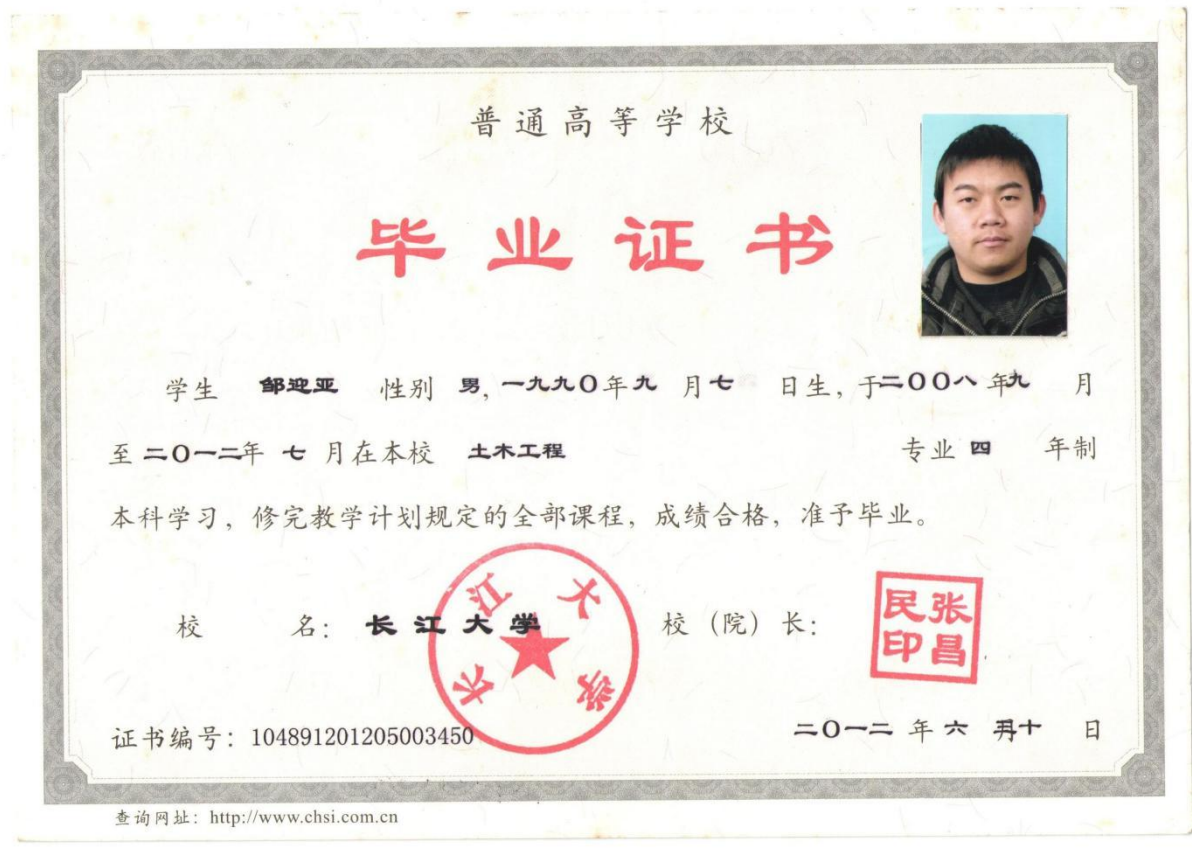 普通高等学校
毕业证书
学生 邹迎亚 性别 男，一九九〇年九月七日生，于二〇〇八年九月
至二〇一二年七月在本校 土木工程 专业 四 年制
本科学习，修完教学计划规定的全部课程，成绩合格，准予毕业。
校 名：长江大学 校（院）长：
长江大学
张昌民印
证书编号：104891201205003450
二〇一二年六月十日
查询网址：http://www.chsi.com.cn